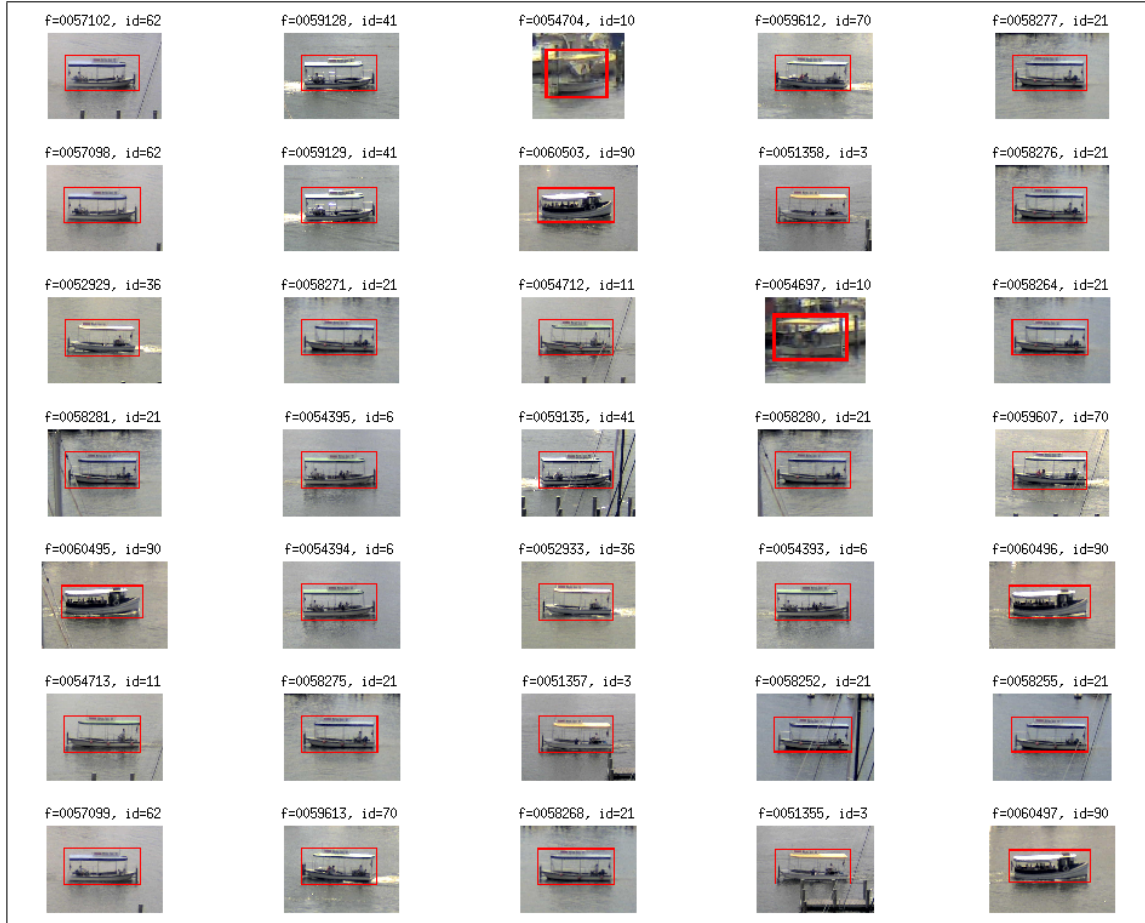 f=0057102, id=62 f=0059128, id=41 f=0054704, id=10 f=0059612, id=70 f=0058277, id=21
f=0057098, id=62 f=0059129, id=41 f=0060503, id=90 f=0051358, id=3 f=0058276, id=21
f=0052929, id=36 f=0058271, id=21 f=0054712, id=11 f=0054697, id=10 f=0058264, id=21
f=0058281, id=21 f=0054395, id=6 f=0059135, id=41 f=0058280, id=21 f=0059607, id=70
f=0060495, id=90 f=0054394, id=6 f=0052933, id=36 f=0054393, id=6 f=0060496, id=90
f=0054713, id=11 f=0058275, id=21 f=0051357, id=3 f=0058252, id=21 f=0058255, id=21
f=0057099, id=62 f=0059613, id=70 f=0058268, id=21 f=0051355, id=3 f=0060497, id=90